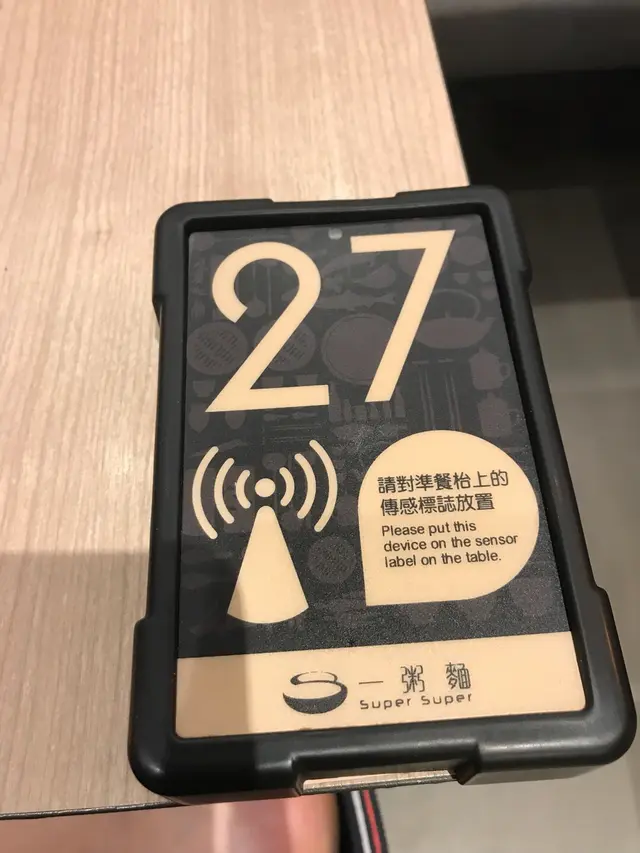 27
請對準餐枱上的
傳感標誌放置
Please put this
device on the sensor
label on the table.
一粥麵
Super Super